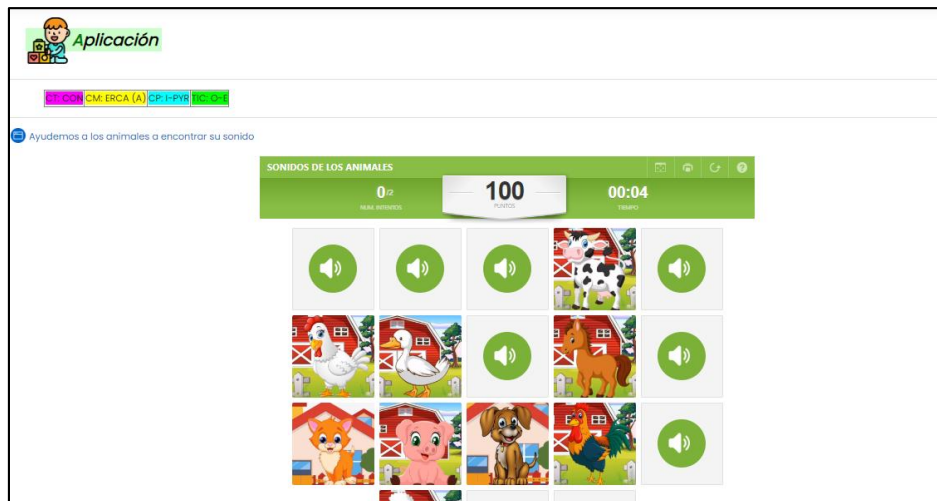 Aplicación
CT: CON CM: ERCA (A) CP: I-PYR TIC: O-E
Ayudemos a los animales a encontrar su sonido
SONIDOS DE LOS ANIMALES
0/2 100 00:04
NUM. INTENTOS PUNTOS TIEMPO